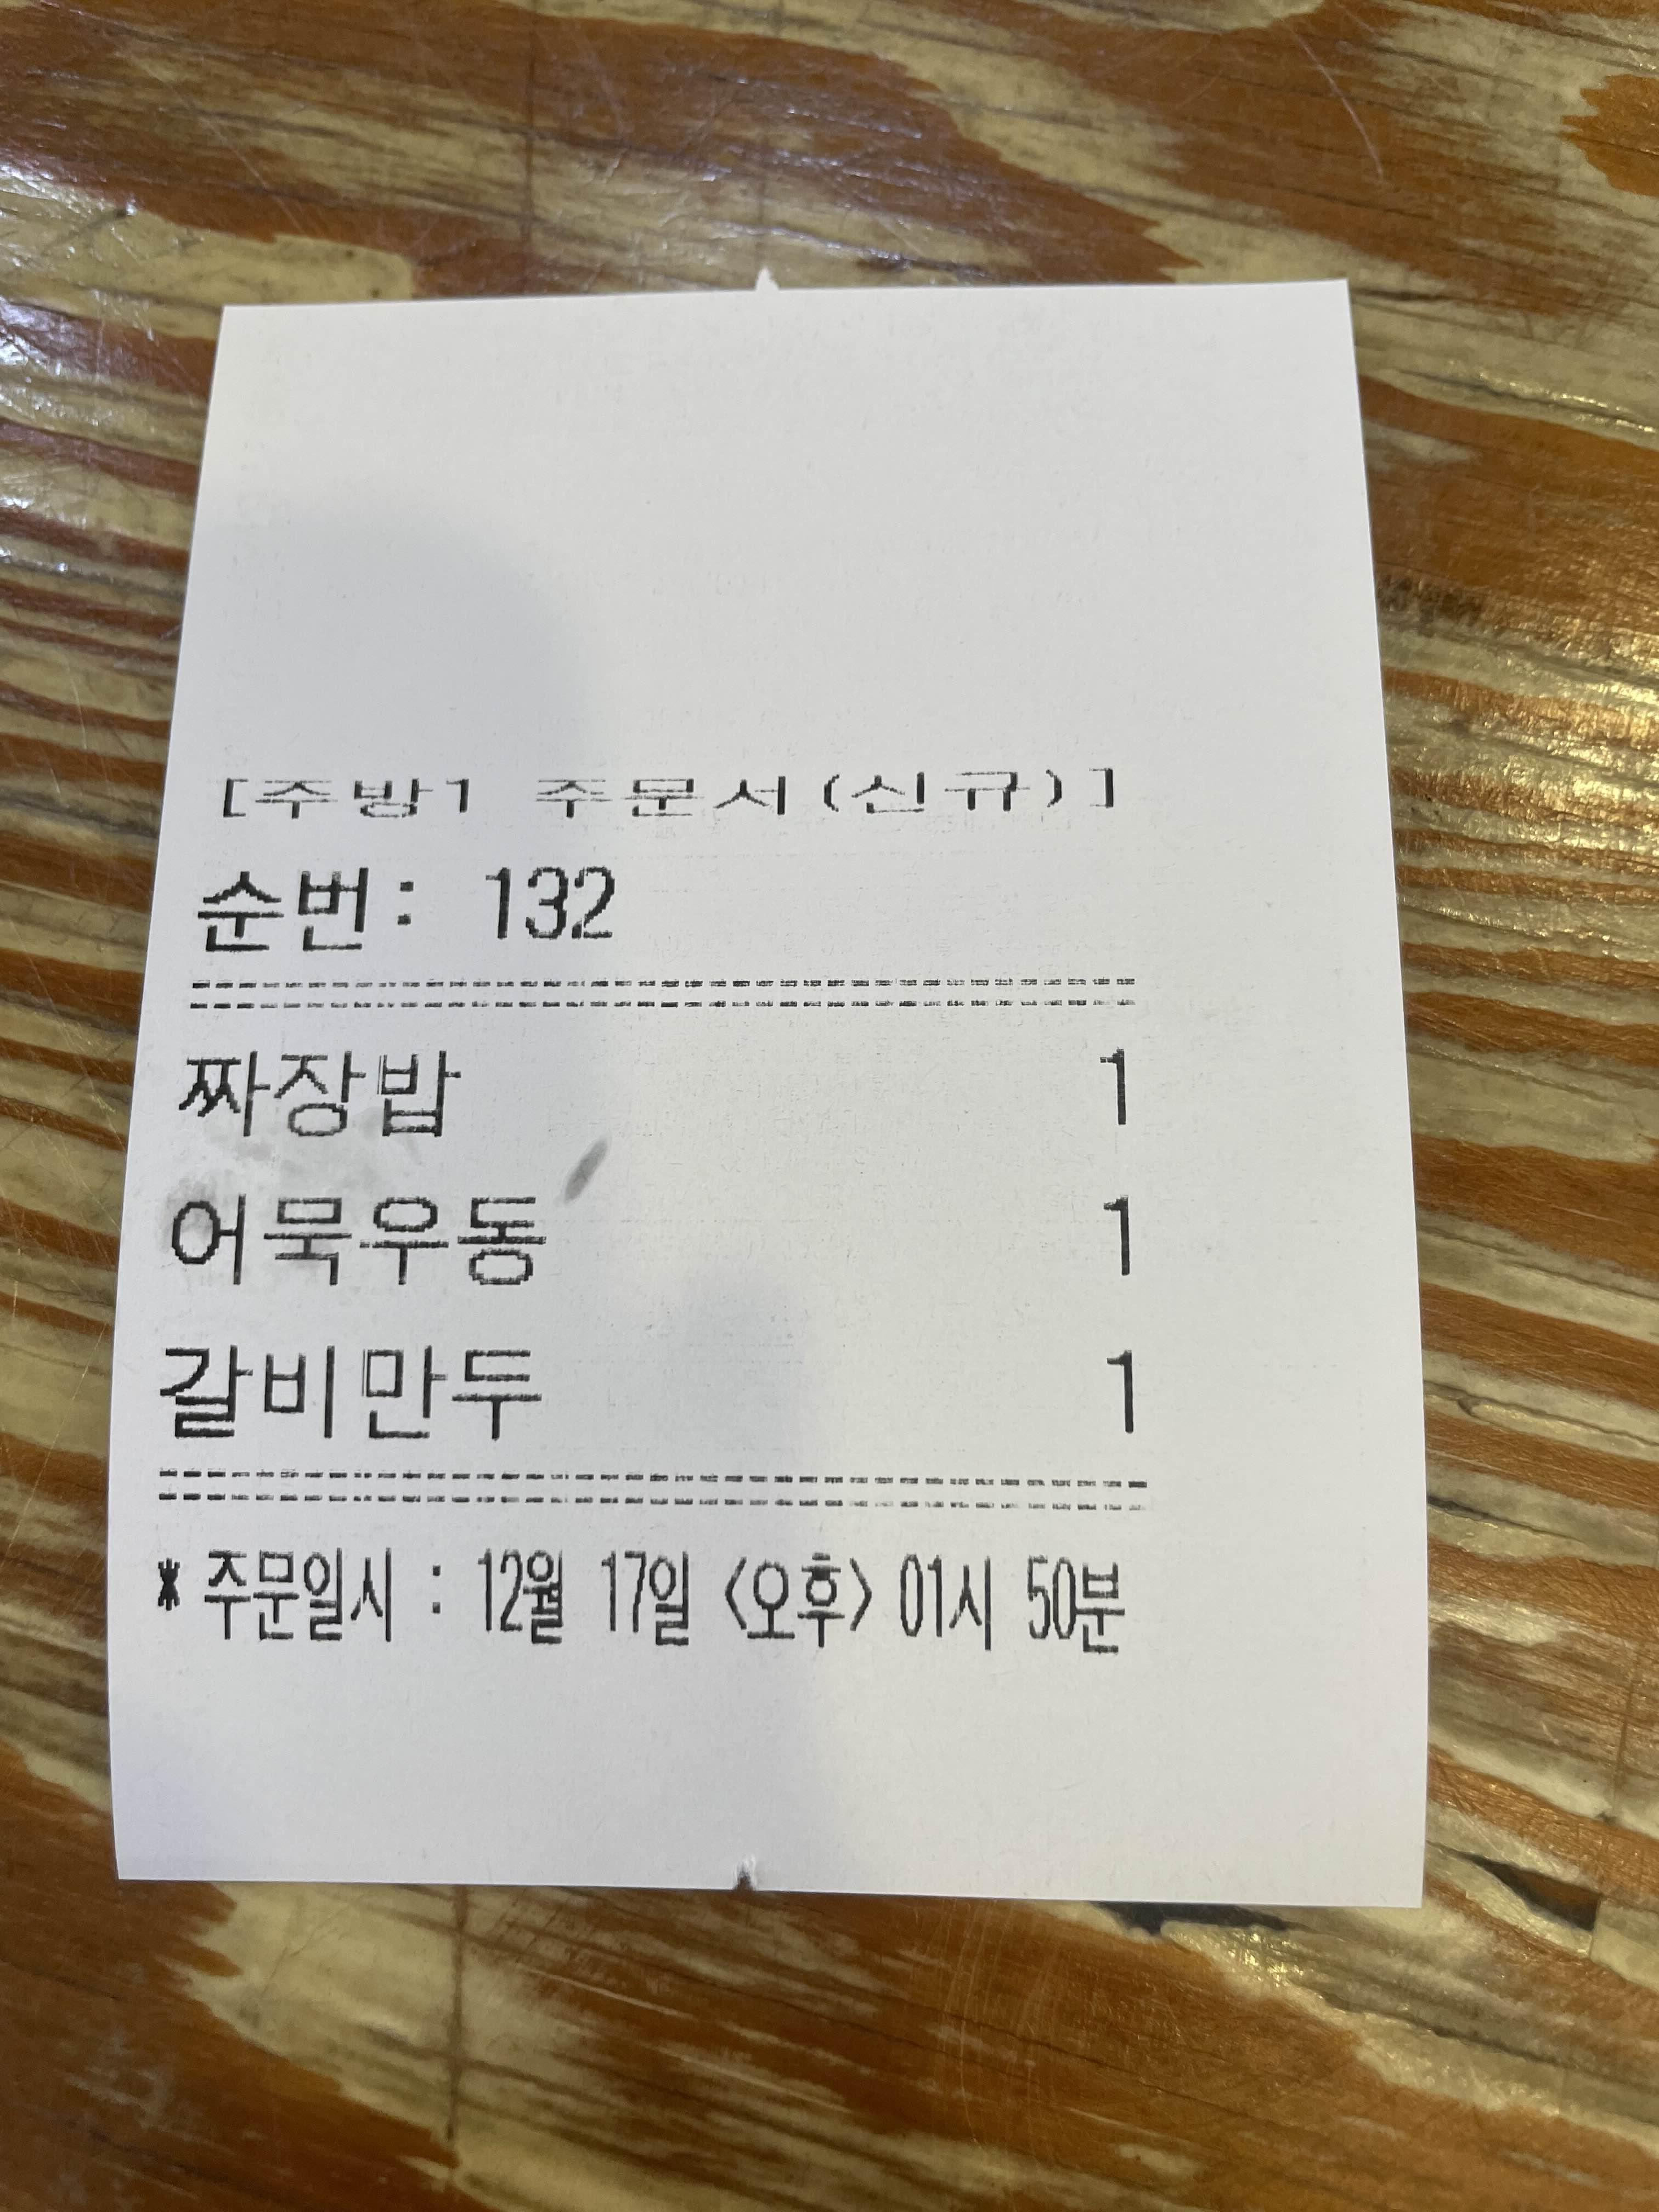 [주방1 주문서(신규)]
순번: 132
짜장밥 1
어묵우동 1
갈비만두 1
* 주문일시 : 12월 17일 <오후> 01시 50분